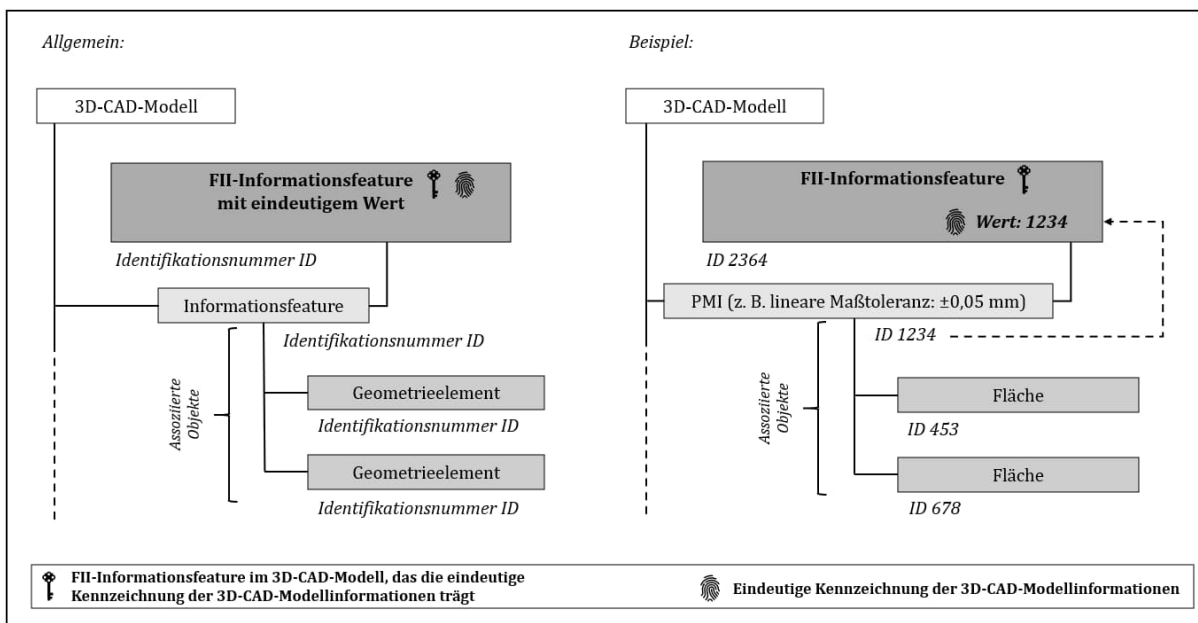 Allgemein:
3D-CAD-Modell
FII-Informationsfeature
mit eindeutigem Wert
Identifikationsnummer ID
Informationsfeature
Identifikationsnummer ID
Assoziierte
Objekte
Geometrieelement
Identifikationsnummer ID
Geometrieelement
Identifikationsnummer ID
Beispiel:
3D-CAD-Modell
FII-Informationsfeature
Wert: 1234
ID 2364
PMI (z. B. lineare Maßtoleranz: ±0,05 mm)
ID 1234
Assoziierte
Objekte
Fläche
ID 453
Fläche
ID 678
FII-Informationsfeature im 3D-CAD-Modell, das die eindeutige
Kennzeichnung der 3D-CAD-Modellinformationen trägt
Eindeutige Kennzeichnung der 3D-CAD-Modellinformationen